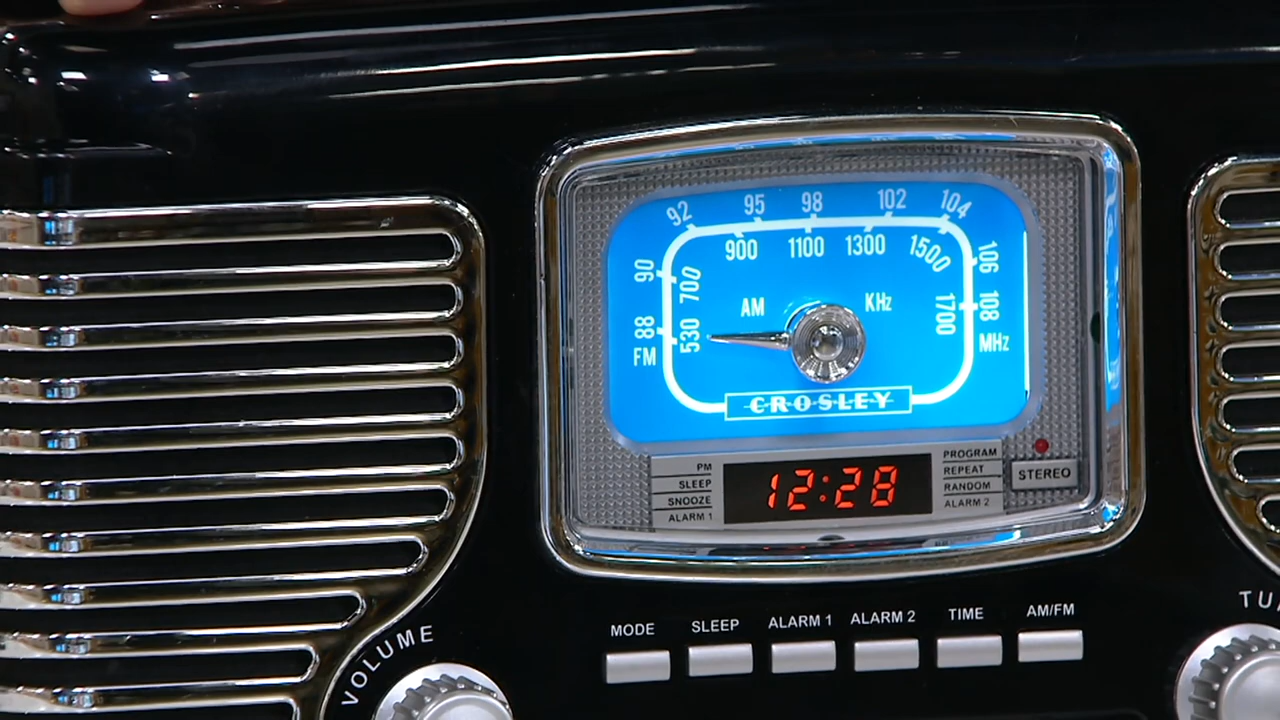 92 95 98 102 104
900 1100 1300 1500
90 700 106
AM KHz
88 530 1700 108
FM MHz
CROSLEY
PM
SLEEP
SNOOZE
ALARM 1
12:28
PROGRAM
REPEAT
RANDOM
ALARM 2
STEREO
MODE SLEEP ALARM 1 ALARM 2 TIME AM/FM
VOLUME